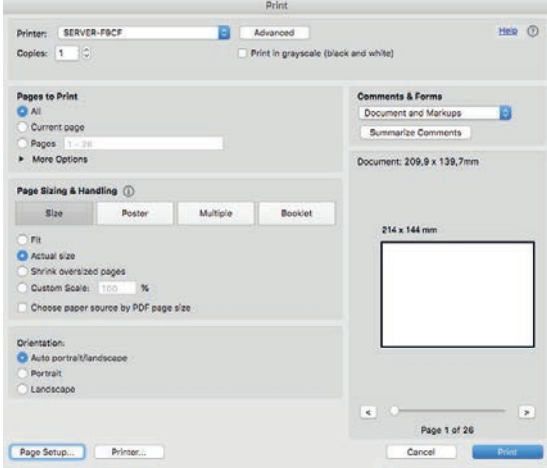 Print
Printer: SERVER-F9CF Advanced Help ?
Copies: 1 Print in grayscale (black and white)
Pages to Print
All
Current page
Pages 1 - 26
More Options
Comments & Forms
Document and Markups
Summarize Comments
Page Sizing & Handling i
Size Poster Multiple Booklet
Fit
Actual size
Shrink oversized pages
Custom Scale: 100 %
Choose paper source by PDF page size
Orientation:
Auto portrait/landscape
Portrait
Landscape
Document: 209,9 x 139,7mm
214 x 144 mm
< >
Page 1 of 26
Page Setup... Printer... Cancel Print